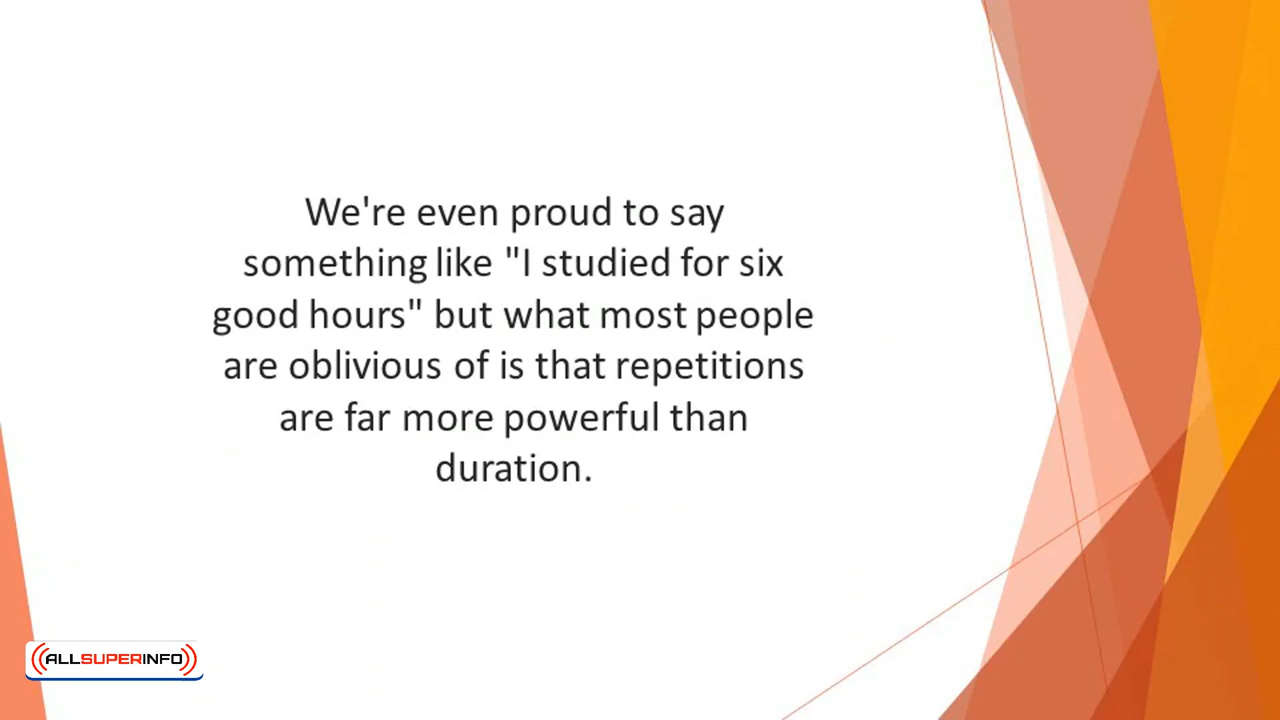 We're even proud to say
something like "I studied for six
good hours" but what most people
are oblivious of is that repetitions
are far more powerful than
duration.
ALLSUPERINFO